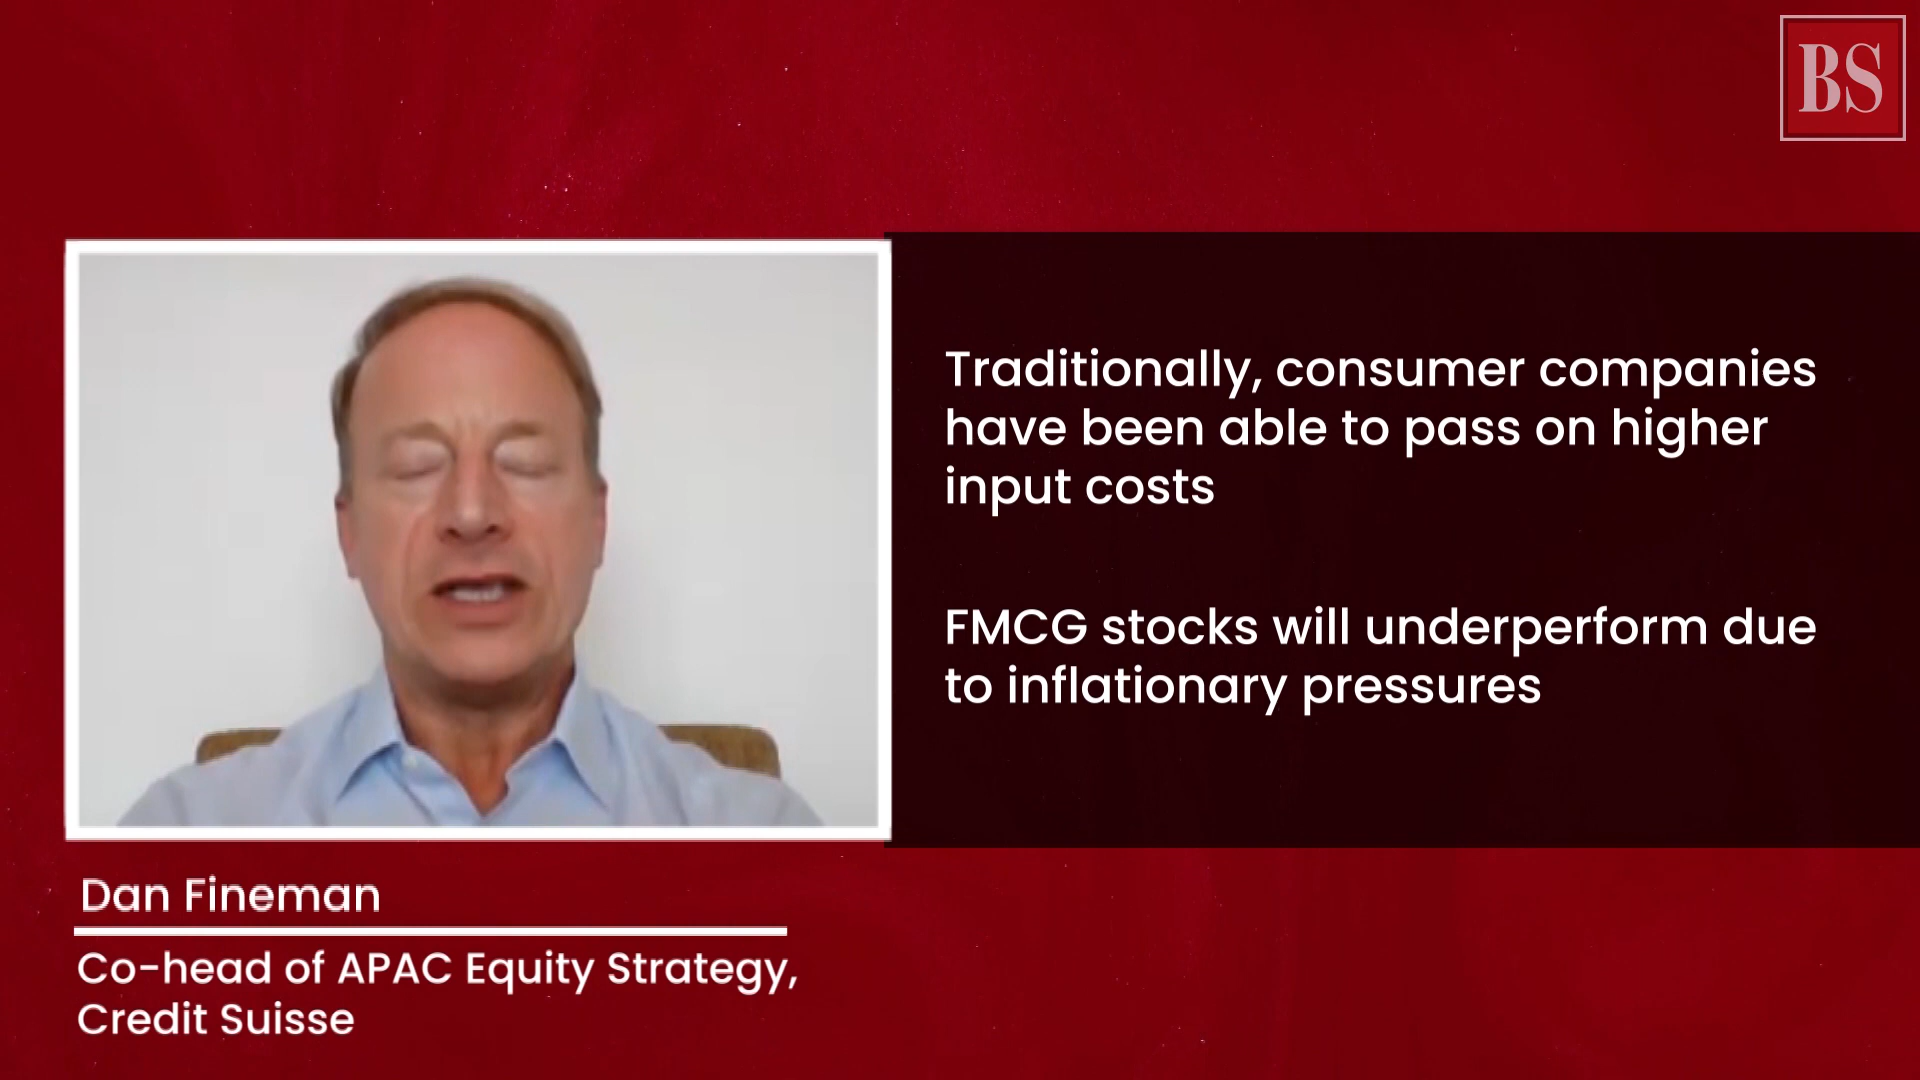 BS
Traditionally, consumer companies
have been able to pass on higher
input costs
FMCG stocks will underperform due
to inflationary pressures
Dan Fineman
Co-head of APAC Equity Strategy,
Credit Suisse